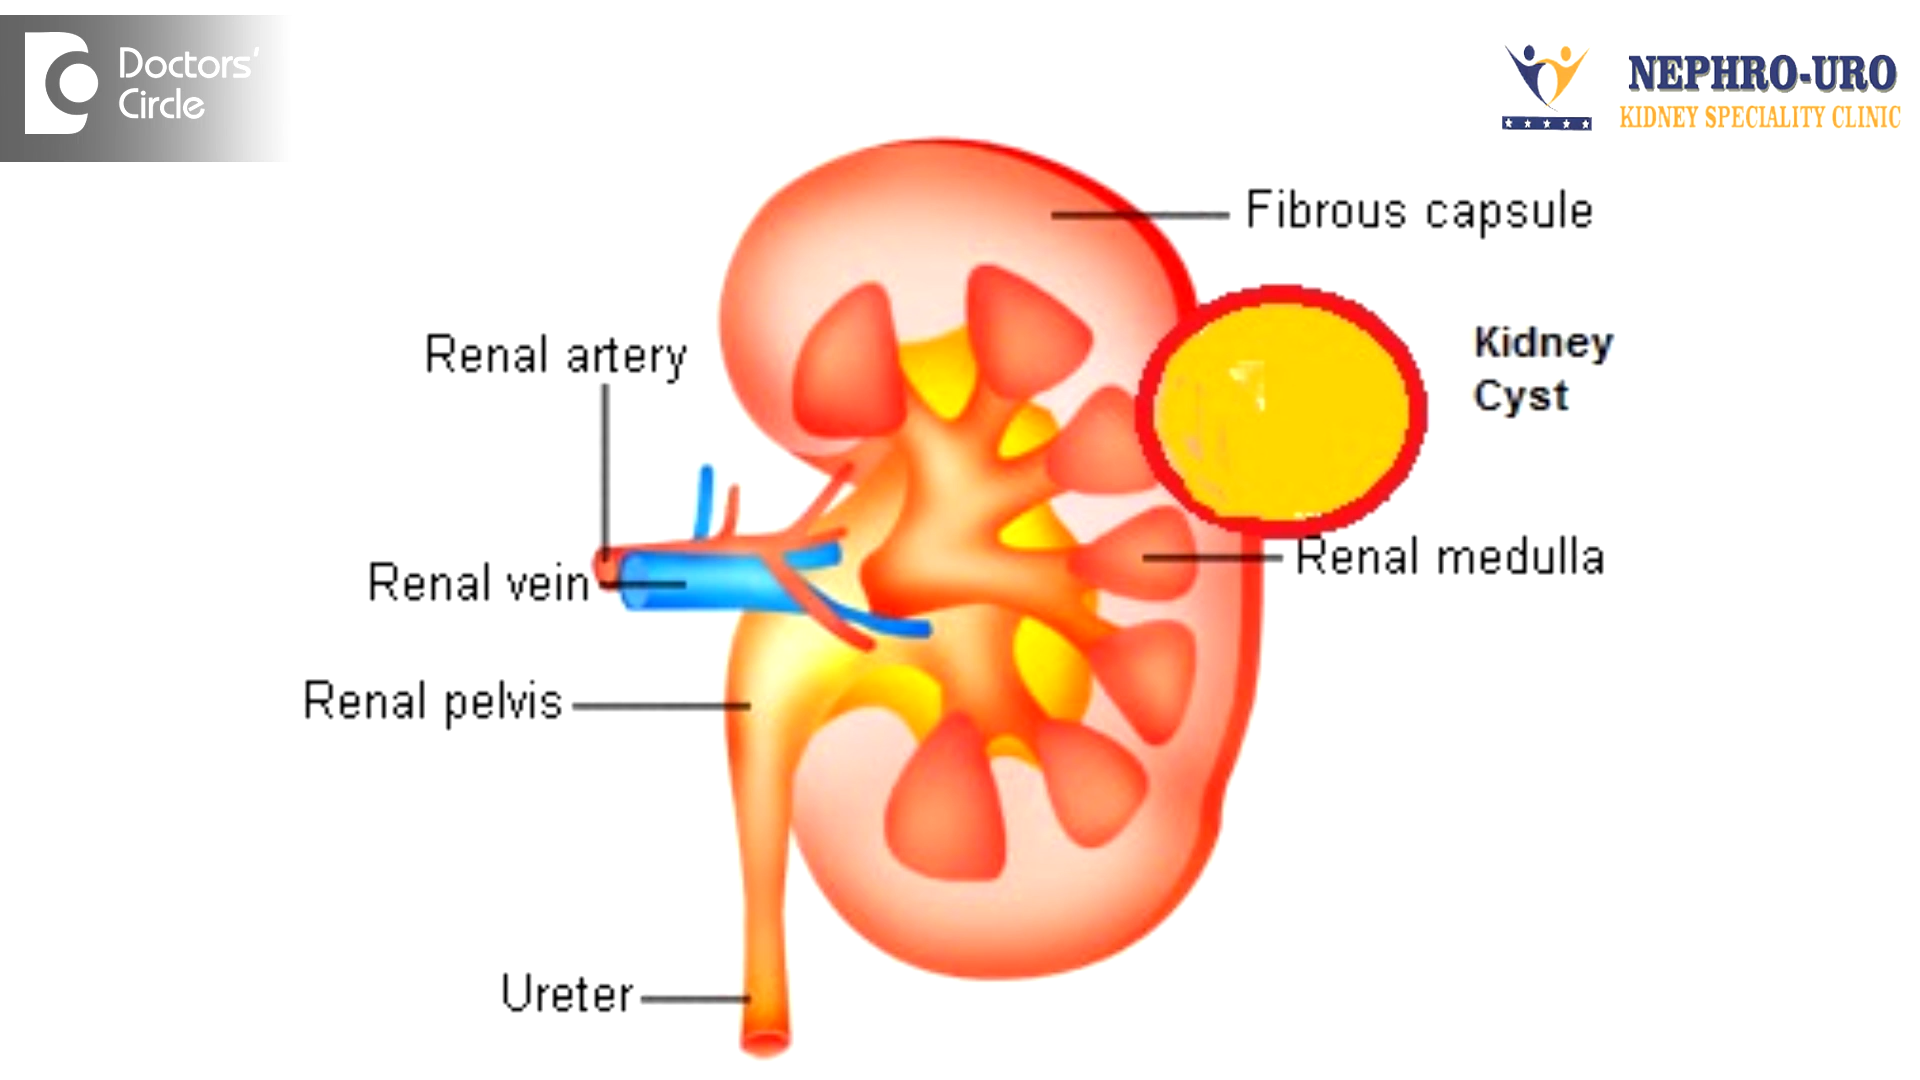 Doctors'
Circle
NEPHRO-URO
KIDNEY SPECIALITY CLINIC
Fibrous capsule
Kidney
Cyst
Renal artery
Renal vein
Renal medulla
Renal pelvis
Ureter